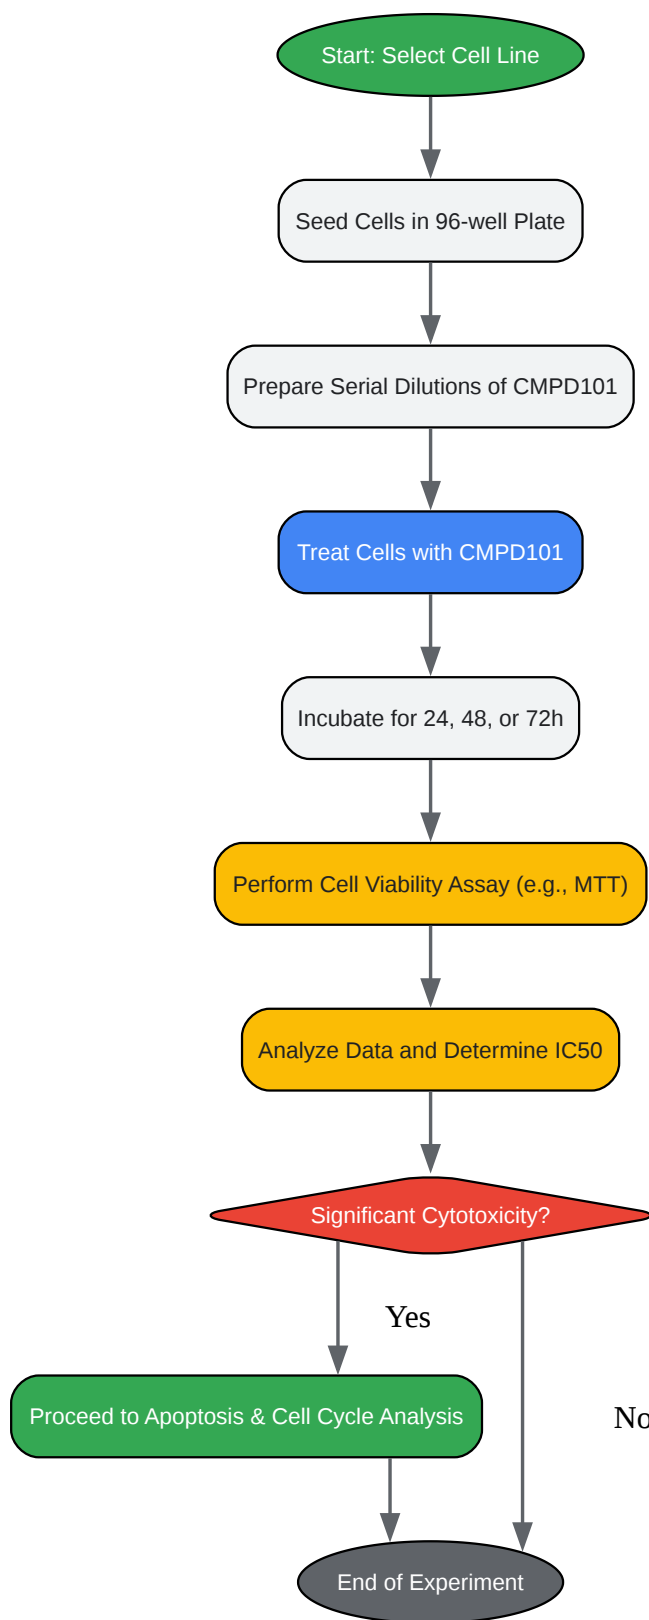 Start: Select Cell Line
Seed Cells in 96-well Plate
Prepare Serial Dilutions of CMPD101
Treat Cells with CMPD101
Incubate for 24, 48, or 72h
Perform Cell Viability Assay (e.g., MTT)
Analyze Data and Determine IC50
Significant Cytotoxicity?
Yes
Proceed to Apoptosis & Cell Cycle Analysis
No
End of Experiment